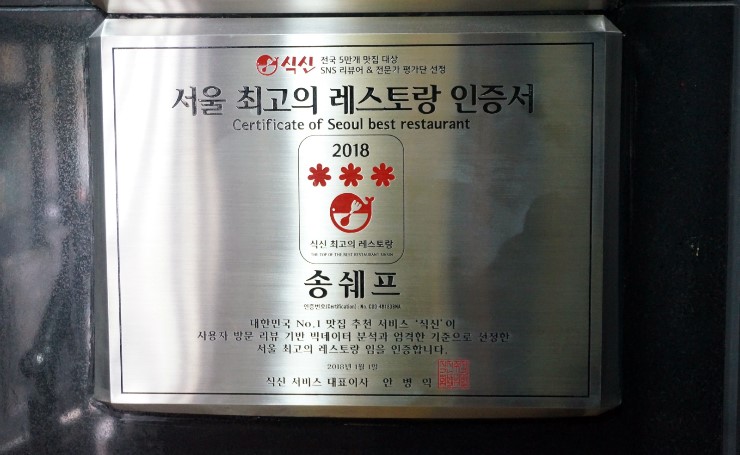 식신 전국 5만개 맛집 대상
SNS 리뷰어 & 전문가 평가단 선정
서울 최고의 레스토랑 인증서
Certificate of Seoul best restaurant
2018
식신 최고의 레스토랑
송쉐프
대한민국 No.1 맛집 추천 서비스 '식신'이
사용자 방문 리뷰 기반 빅데이터 분석과 엄격한 기준으로 선정한
서울 최고의 레스토랑 임을 인증합니다.
2018년 1월 1일
식신 서비스 대표이사 안 병 익